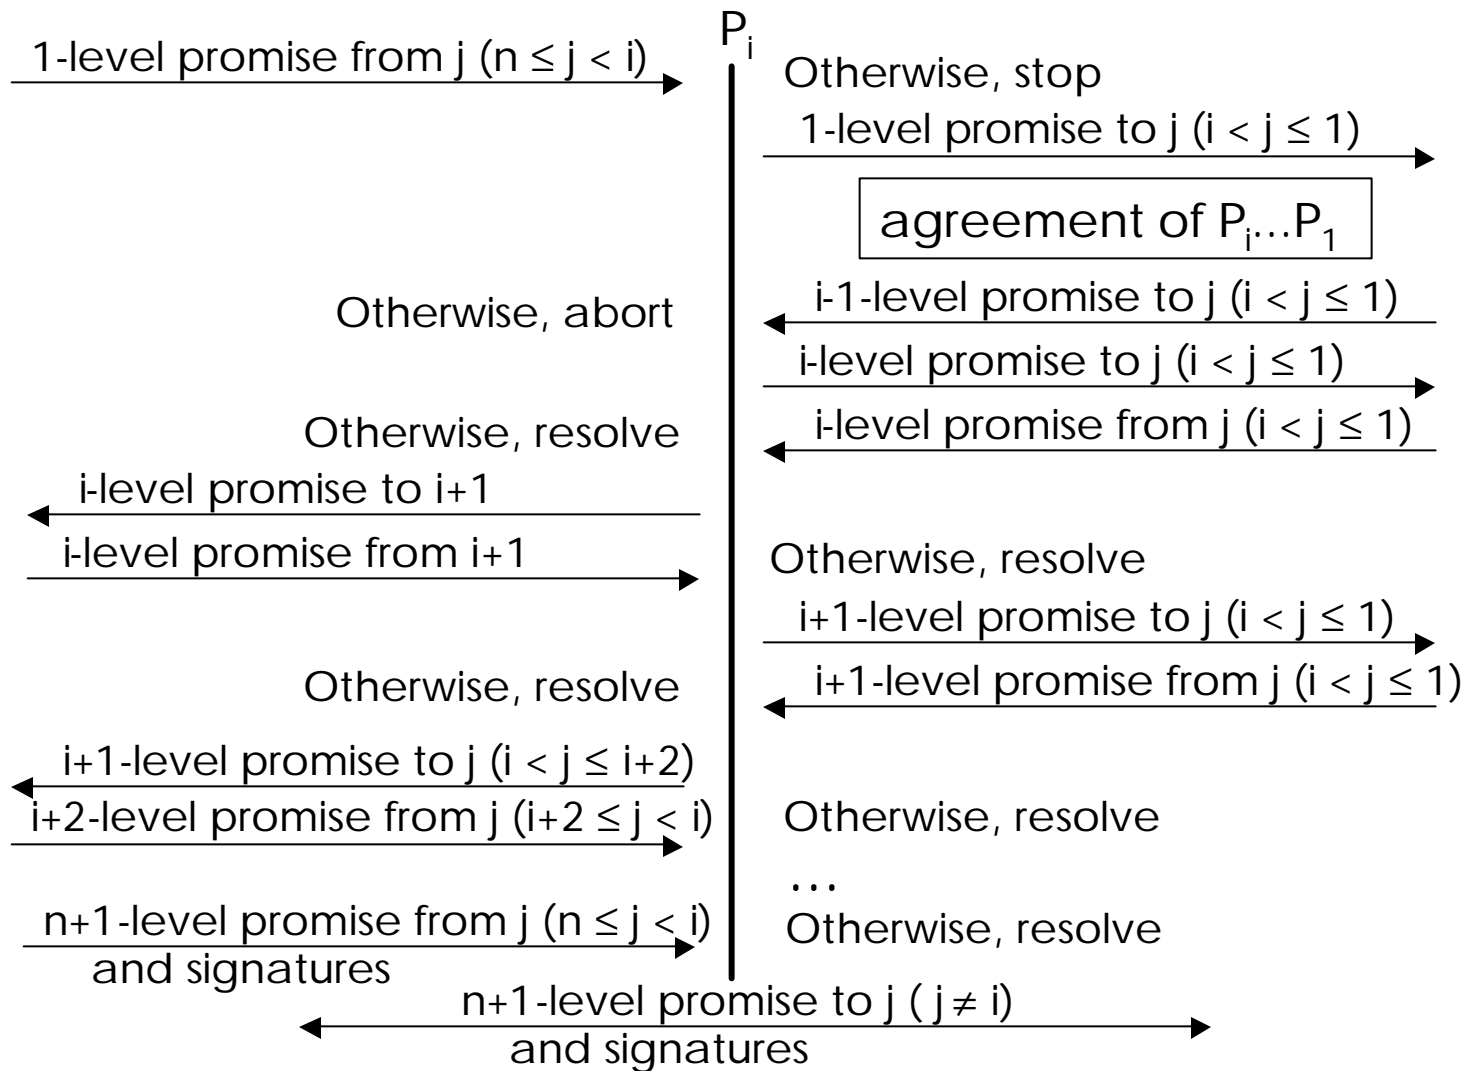 P_i
1-level promise from j (n ≤ j < i)
Otherwise, stop
1-level promise to j (i < j ≤ 1)
agreement of P_i...P_1
i-1-level promise to j (i < j ≤ 1)
Otherwise, abort
i-level promise to j (i < j ≤ 1)
i-level promise from j (i < j ≤ 1)
Otherwise, resolve
i-level promise to i+1
i-level promise from i+1
Otherwise, resolve
i+1-level promise to j (i < j ≤ 1)
i+1-level promise from j (i < j ≤ 1)
Otherwise, resolve
i+1-level promise to j (i < j ≤ i+2)
i+2-level promise from j (i+2 ≤ j < i)
Otherwise, resolve
...
n+1-level promise from j (n ≤ j < i)
and signatures
Otherwise, resolve
n+1-level promise to j ( j ≠ i)
and signatures